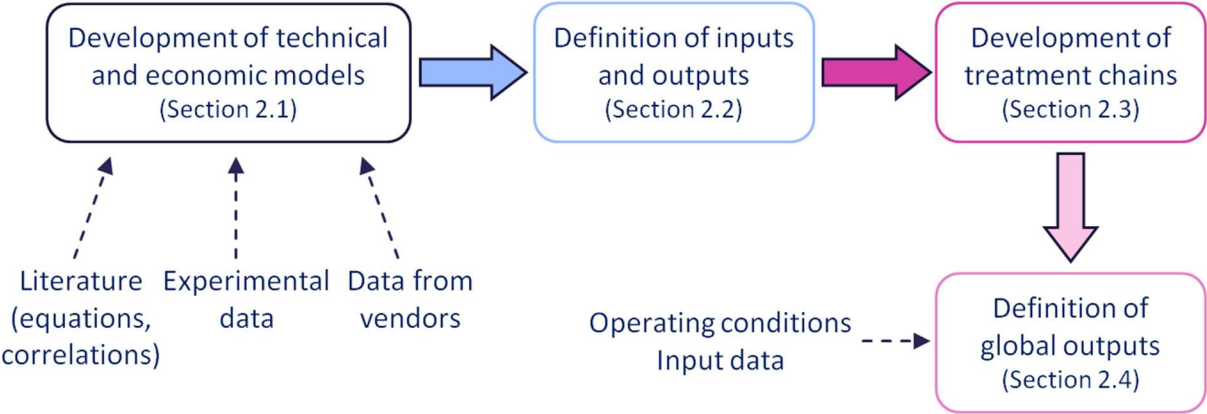 Development of technical
and economic models
(Section 2.1)
Definition of inputs
and outputs
(Section 2.2)
Development of
treatment chains
(Section 2.3)
Literature
(equations,
correlations)
Experimental
data
Data from
vendors
Operating conditions
Input data
Definition of
global outputs
(Section 2.4)